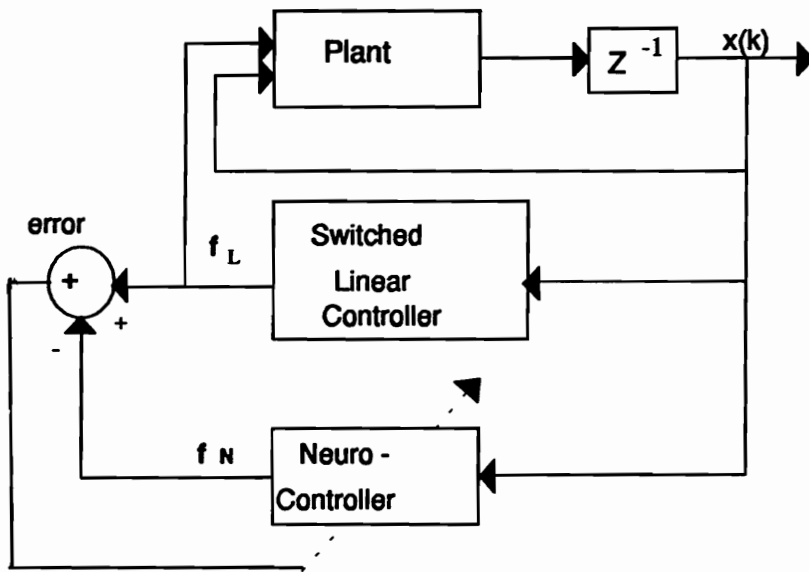 Plant
Z -1
x(k)
error
f L
Switched
Linear
Controller
+
+
-
f N
Neuro -
Controller